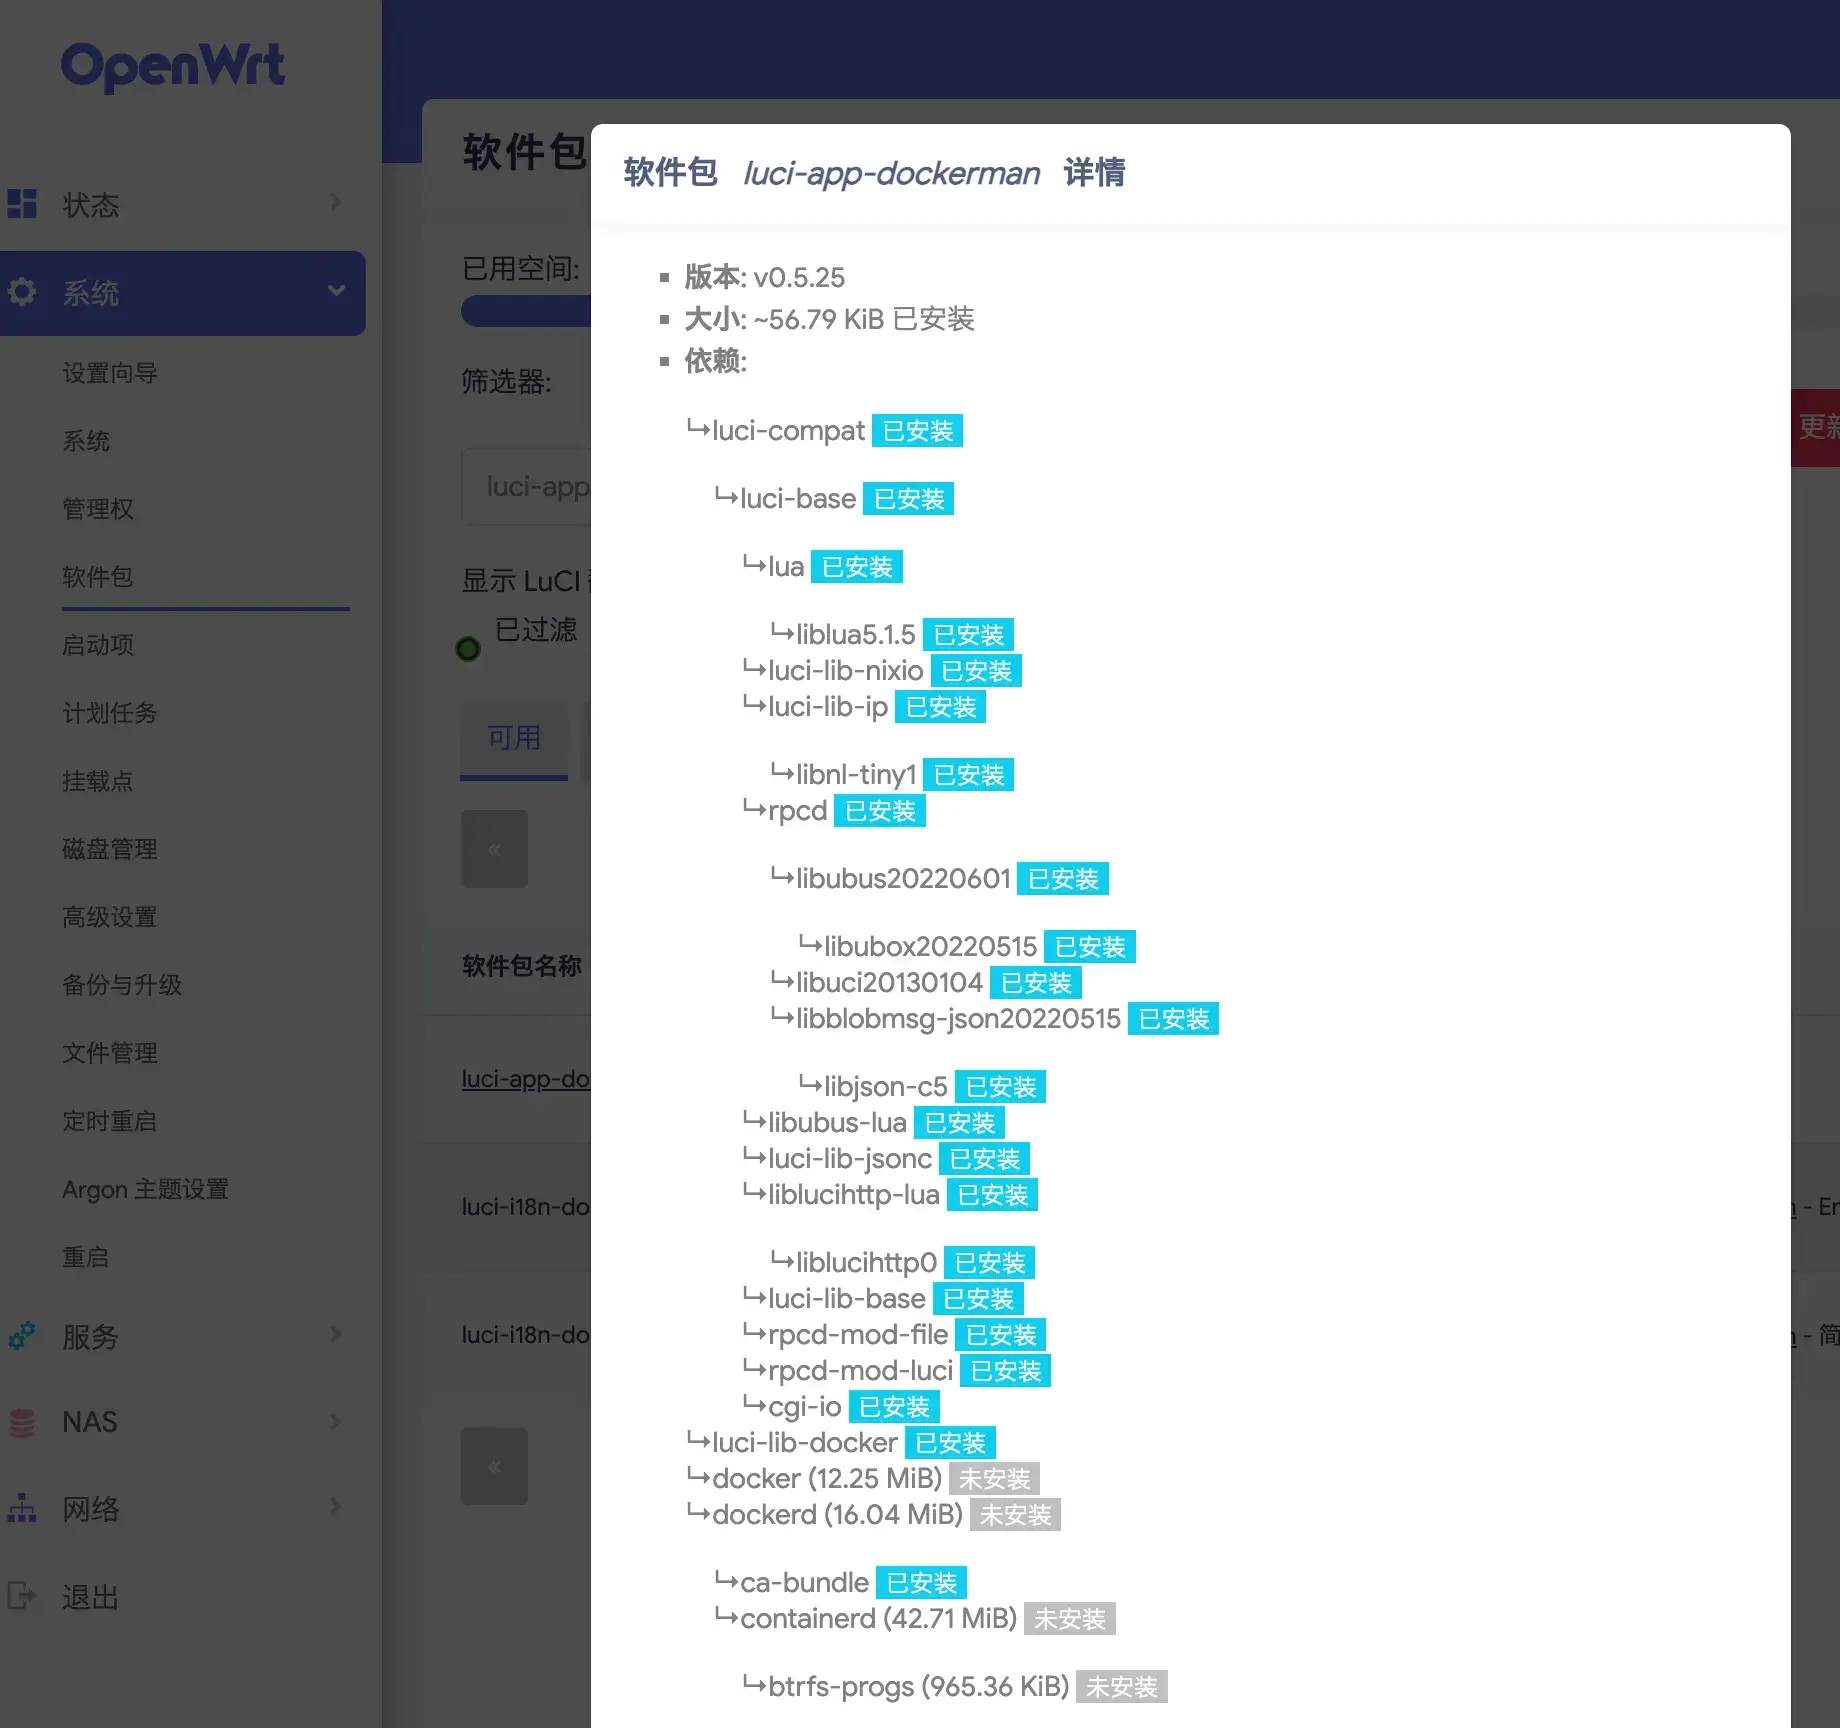 OpenWrt
状态
系统
设置向导
系统
管理权
软件包
启动项
计划任务
挂载点
磁盘管理
高级设置
备份与升级
文件管理
定时重启
Argon 主题设置
重启
服务
NAS
网络
退出
软件包
已用空间:
筛选器:
luci-app
显示 LuCI
已过滤
可用
«
软件包名称
luci-app-do
luci-i18n-do
luci-i18n-do
«
更新
- En
- 简
软件包 luci-app-dockerman 详情
版本: v0.5.25
大小: ~56.79 KiB 已安装
依赖:
↳luci-compat 已安装
↳luci-base 已安装
↳lua 已安装
↳liblua5.1.5 已安装
↳luci-lib-nixio 已安装
↳luci-lib-ip 已安装
↳libnl-tiny1 已安装
↳rpcd 已安装
↳libubus20220601 已安装
↳libubox20220515 已安装
↳libuci20130104 已安装
↳libblobmsg-json20220515 已安装
↳libjson-c5 已安装
↳libubus-lua 已安装
↳luci-lib-jsonc 已安装
↳liblucihttp-lua 已安装
↳liblucihttp0 已安装
↳luci-lib-base 已安装
↳rpcd-mod-file 已安装
↳rpcd-mod-luci 已安装
↳cgi-io 已安装
↳luci-lib-docker 已安装
↳docker (12.25 MiB) 未安装
↳dockerd (16.04 MiB) 未安装
↳ca-bundle 已安装
↳containerd (42.71 MiB) 未安装
↳btrfs-progs (965.36 KiB) 未安装